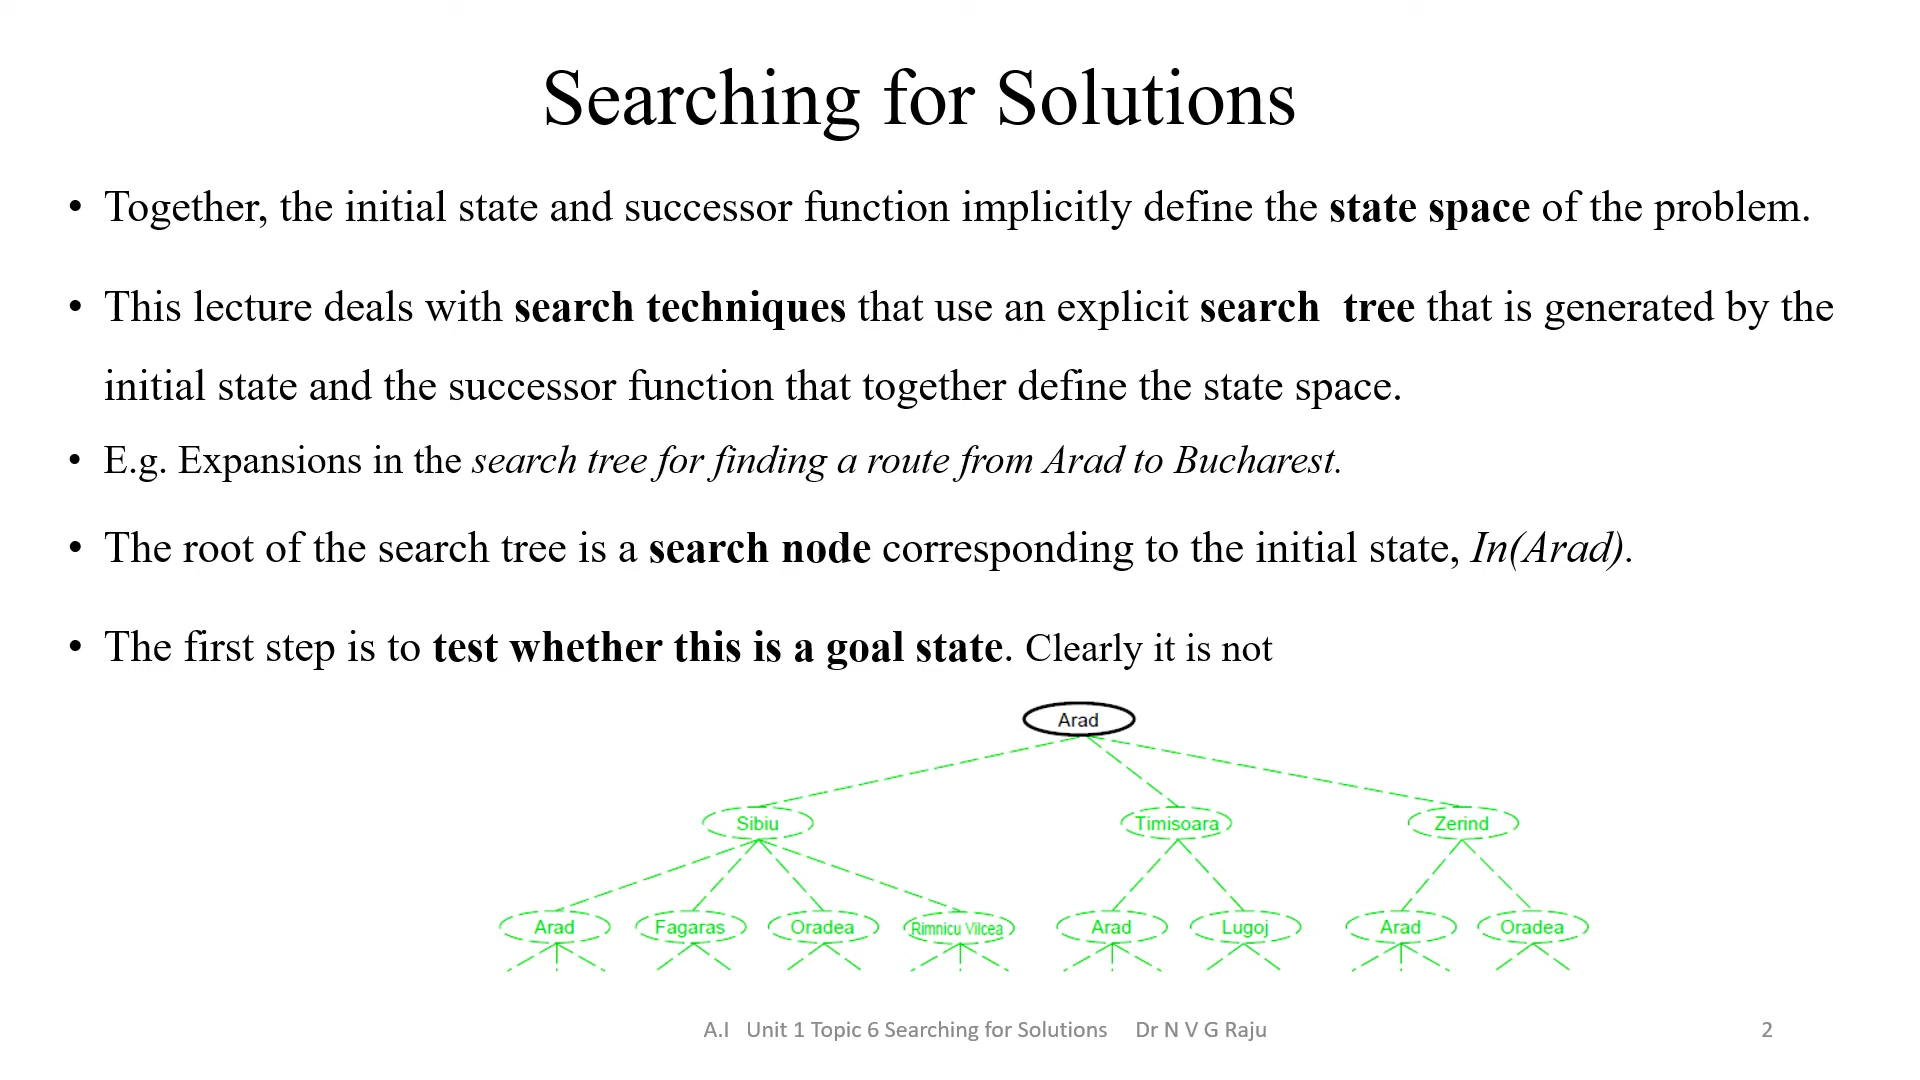 Searching for Solutions
• Together, the initial state and successor function implicitly define the state space of the problem.
• This lecture deals with search techniques that use an explicit search  tree that is generated by the
initial state and the successor function that together define the state space.
• E.g. Expansions in the search tree for finding a route from Arad to Bucharest.
• The root of the search tree is a search node corresponding to the initial state, In(Arad).
• The first step is to test whether this is a goal state. Clearly it is not
Arad
Sibiu Timisoara Zerind
Arad Fagaras Oradea Rimnicu Vilcea Arad Lugoj Arad Oradea
A.I   Unit 1 Topic 6 Searching for Solutions     Dr N V G Raju 2